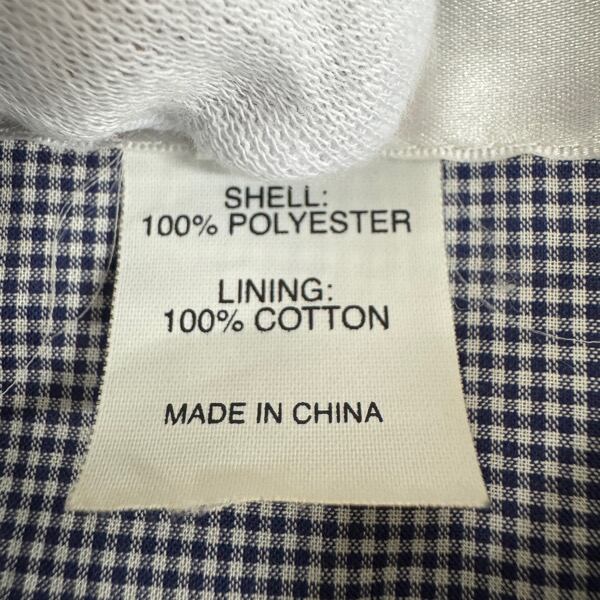 SHELL:
100% POLYESTER
LINING:
100% COTTON
MADE IN CHINA